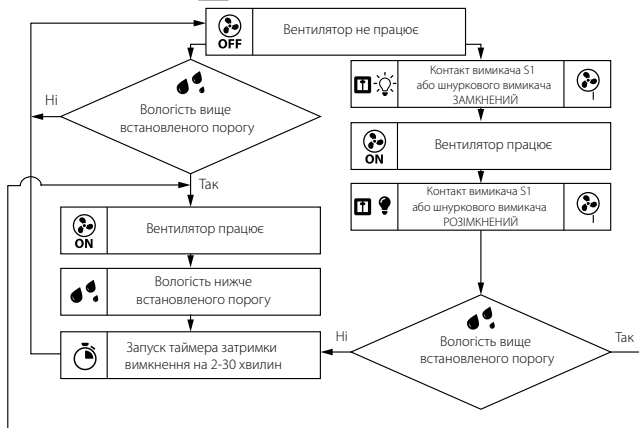 OFF
Вентилятор не працює
Ні
Вологість вище
встановленого порогу
Контакт вимикача S1
або шнуркового вимикача
ЗАМКНЕНИЙ
ON
Вентилятор працює
Так
Контакт вимикача S1
або шнуркового вимикача
РОЗІМКНЕНИЙ
ON
Вентилятор працює
Вологість нижче
встановленого порогу
Запуск таймера затримки
вимкнення на 2-30 хвилин
Ні
Вологість вище
встановленого порогу
Так